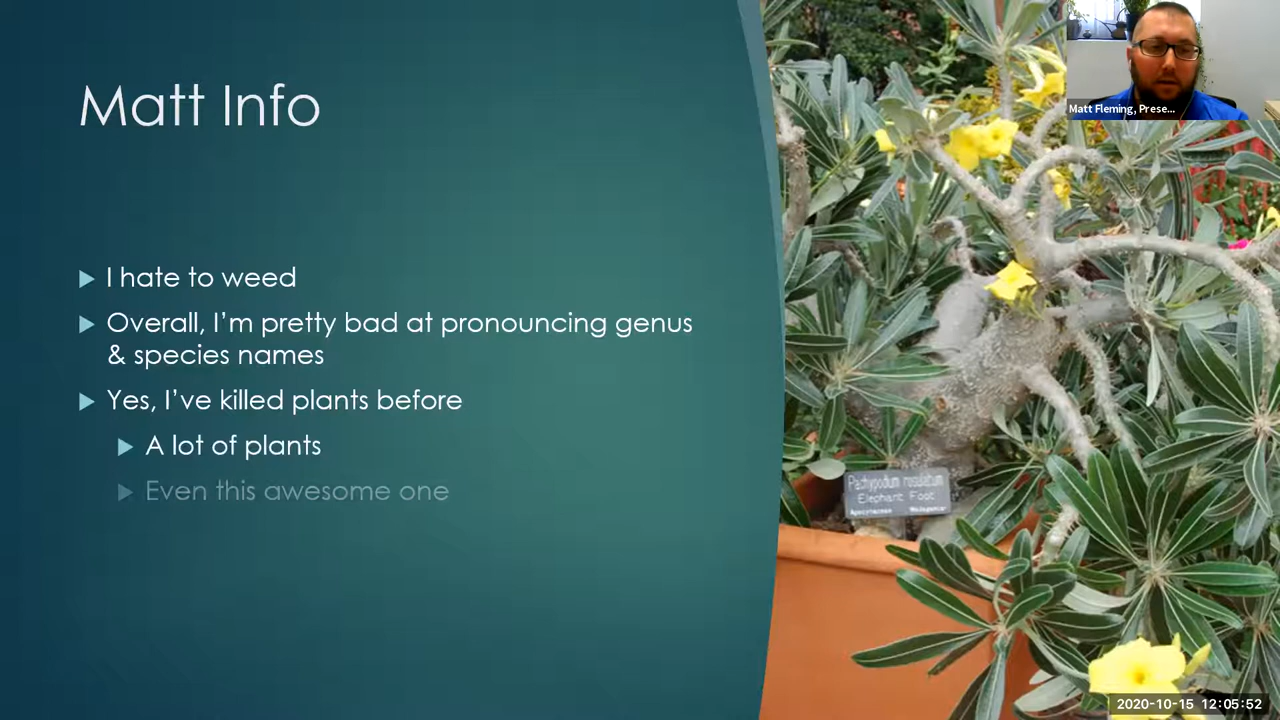 Matt Info
I hate to weed
Overall, I'm pretty bad at pronouncing genus
& species names
Yes, I've killed plants before
A lot of plants
Even this awesome one
Matt Fleming, Prese...
Pachypodium rosulatum
Elephant Foot
Apocynaceae Madagascar
2020-10-15 12:05:52